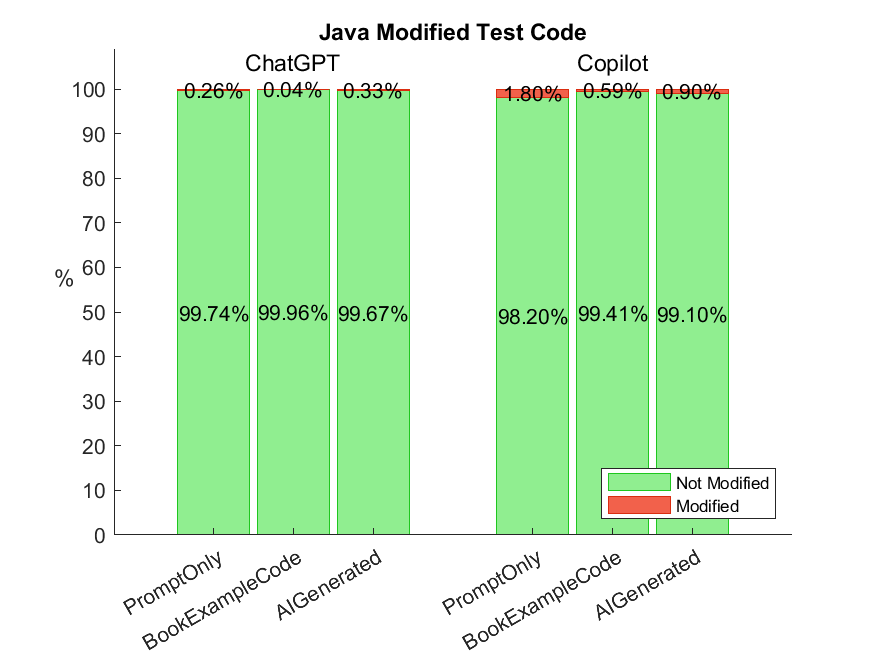 Java Modified Test Code
ChatGPT
Copilot
100
90
80
70
60
50
40
30
20
10
0
%
0.26%
0.04%
0.33%
1.80%
0.59%
0.90%
99.74%
99.96%
99.67%
98.20%
99.41%
99.10%
Not Modified
Modified
PromptOnly
BookExampleCode
AIGenerated
PromptOnly
BookExampleCode
AIGenerated